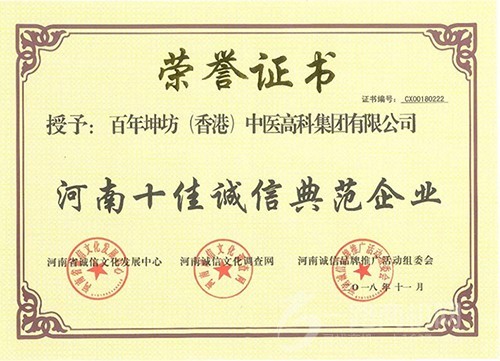 荣誉证书
证书编号：CX00180222
授予：百年坤坊（香港）中医高科集团有限公司
河南十佳诚信典范企业
河南省诚信文化发展中心 河南诚信文化调查网 河南诚信品牌推广活动组委会
二〇一八年十一月